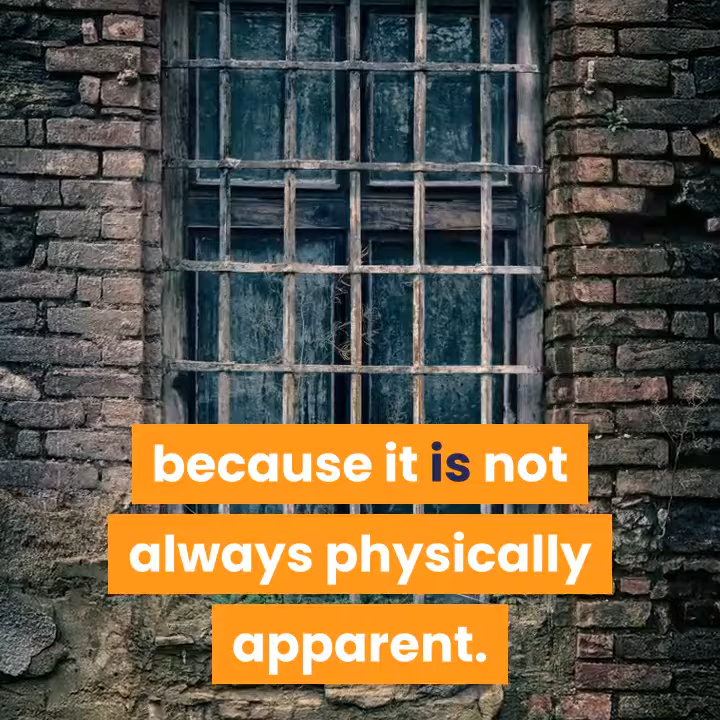 because it is not
always physically
apparent.